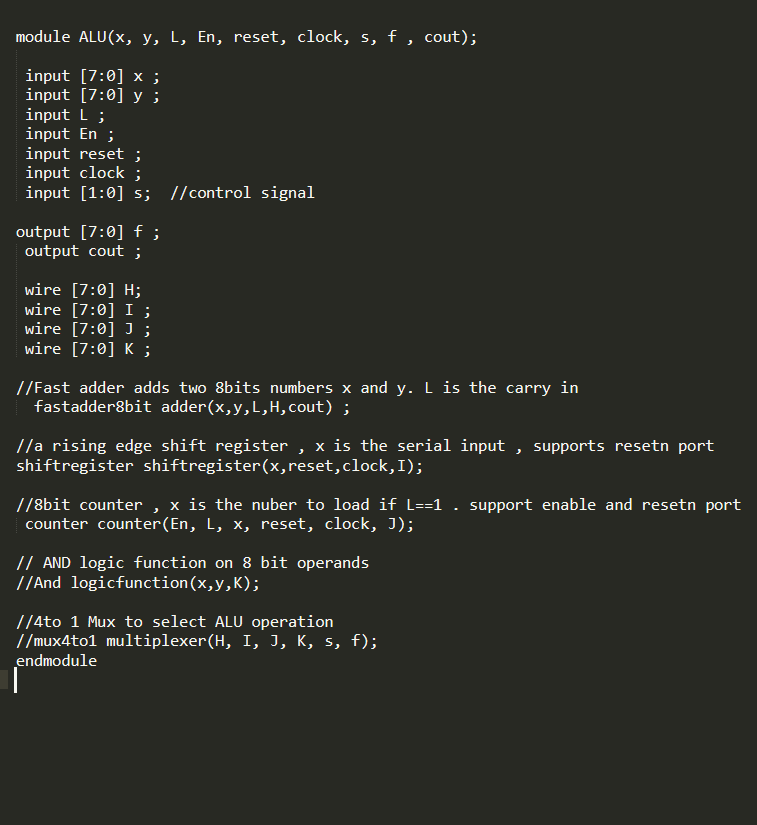 module ALU(x, y, L, En, reset, clock, s, f , cout);
input [7:0] x ;
input [7:0] y ;
input L ;
input En ;
input reset ;
input clock ;
input [1:0] s;  //control signal
output [7:0] f ;
output cout ;
wire [7:0] H;
wire [7:0] I ;
wire [7:0] J ;
wire [7:0] K ;
//Fast adder adds two 8bits numbers x and y. L is the carry in
fastadder8bit adder(x,y,L,H,cout) ;
//a rising edge shift register , x is the serial input , supports resetn port
shiftregister shiftregister(x,reset,clock,I);
//8bit counter , x is the nuber to load if L==1 . support enable and resetn port
counter counter(En, L, x, reset, clock, J);
// AND logic function on 8 bit operands
//And logicfunction(x,y,K);
//4to 1 Mux to select ALU operation
//mux4to1 multiplexer(H, I, J, K, s, f);
endmodule